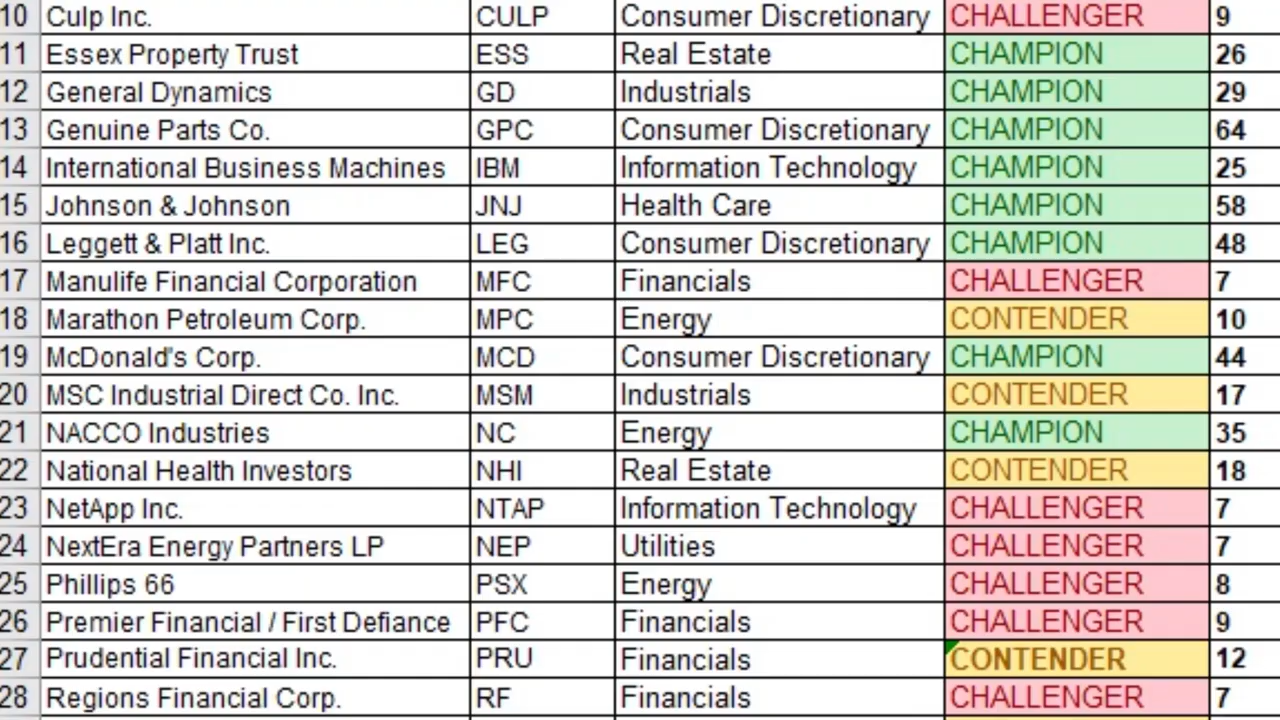 10 Culp Inc. CULP Consumer Discretionary CHALLENGER 9
11 Essex Property Trust ESS Real Estate CHAMPION 26
12 General Dynamics GD Industrials CHAMPION 29
13 Genuine Parts Co. GPC Consumer Discretionary CHAMPION 64
14 International Business Machines IBM Information Technology CHAMPION 25
15 Johnson & Johnson JNJ Health Care CHAMPION 58
16 Leggett & Platt Inc. LEG Consumer Discretionary CHAMPION 48
17 Manulife Financial Corporation MFC Financials CHALLENGER 7
18 Marathon Petroleum Corp. MPC Energy CONTENDER 10
19 McDonald's Corp. MCD Consumer Discretionary CHAMPION 44
20 MSC Industrial Direct Co. Inc. MSM Industrials CONTENDER 17
21 NACCO Industries NC Energy CHAMPION 35
22 National Health Investors NHI Real Estate CONTENDER 18
23 NetApp Inc. NTAP Information Technology CHALLENGER 7
24 NextEra Energy Partners LP NEP Utilities CHALLENGER 7
25 Phillips 66 PSX Energy CHALLENGER 8
26 Premier Financial / First Defiance PFC Financials CHALLENGER 9
27 Prudential Financial Inc. PRU Financials CONTENDER 12
28 Regions Financial Corp. RF Financials CHALLENGER 7